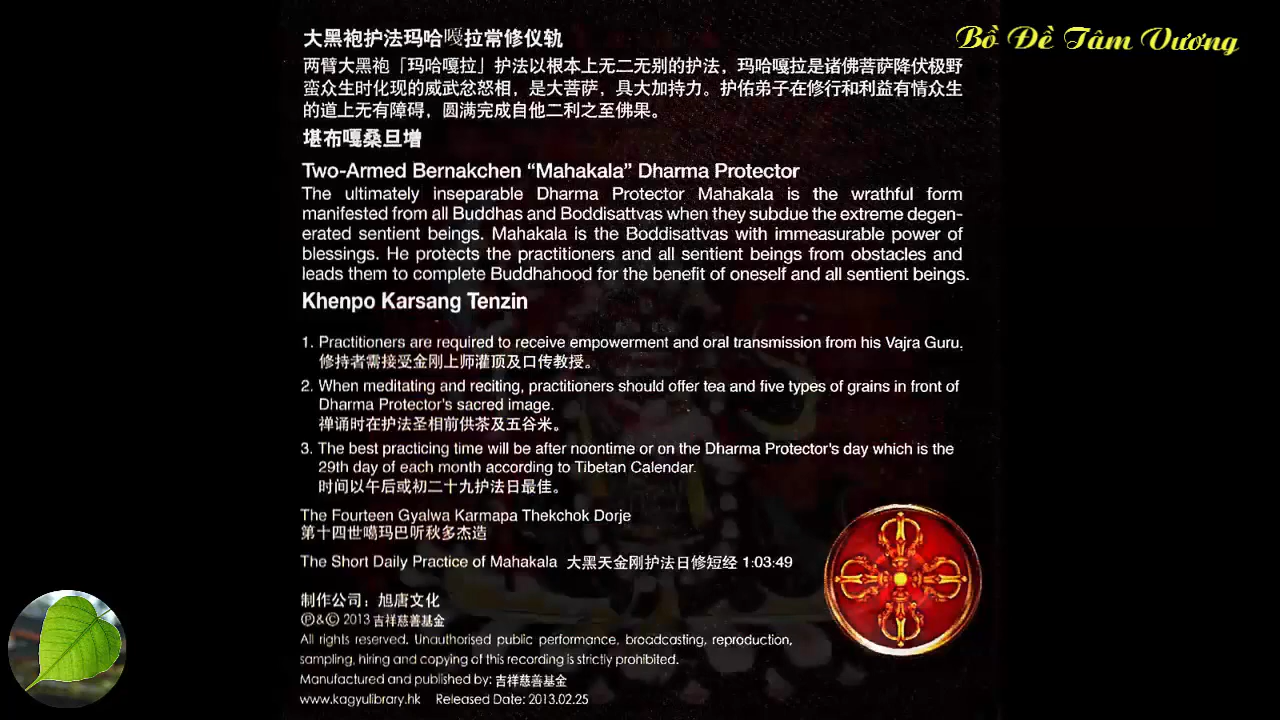 Bồ Đề Tâm Vương
大黑袍护法玛哈嘎拉常修仪轨
两臂大黑袍「玛哈嘎拉」护法以根本上无二无别的护法，玛哈嘎拉是诸佛菩萨降伏极野
蛮众生时化现的威武忿怒相，是大菩萨，具大加持力。护佑弟子在修行和利益有情众生
的道上无有障碍，圆满完成自他二利之至佛果。
堪布嘎桑旦增
Two-Armed Bernakchen “Mahakala” Dharma Protector
The ultimately inseparable Dharma Protector Mahakala is the wrathful form
manifested from all Buddhas and Boddisattvas when they subdue the extreme degen-
erated sentient beings. Mahakala is the Boddisattvas with immeasurable power of
blessings. He protects the practitioners and all sentient beings from obstacles and
leads them to complete Buddhahood for the benefit of oneself and all sentient beings.
Khenpo Karsang Tenzin
1. Practitioners are required to receive empowerment and oral transmission from his Vajra Guru.
修持者需接受金刚上师灌顶及口传教授。
2. When meditating and reciting, practitioners should offer tea and five types of grains in front of
Dharma Protector's sacred image.
禅诵时在护法圣相前供茶及五谷米。
3. The best practicing time will be after noontime or on the Dharma Protector's day which is the
29th day of each month according to Tibetan Calendar.
时间以午后或初二十九护法日最佳。
The Fourteen Gyalwa Karmapa Thekchok Dorje
第十四世噶玛巴听秋多杰造
The Short Daily Practice of Mahakala 大黑天金刚护法日修短经 1:03:49
制作公司：旭唐文化
℗&© 2013 吉祥慈善基金
All rights reserved. Unauthorised public performance, broadcasting, reproduction,
sampling, hiring and copying of this recording is strictly prohibited.
Manufactured and published by: 吉祥慈善基金
www.kagyulibrary.hk Released Date: 2013.02.25